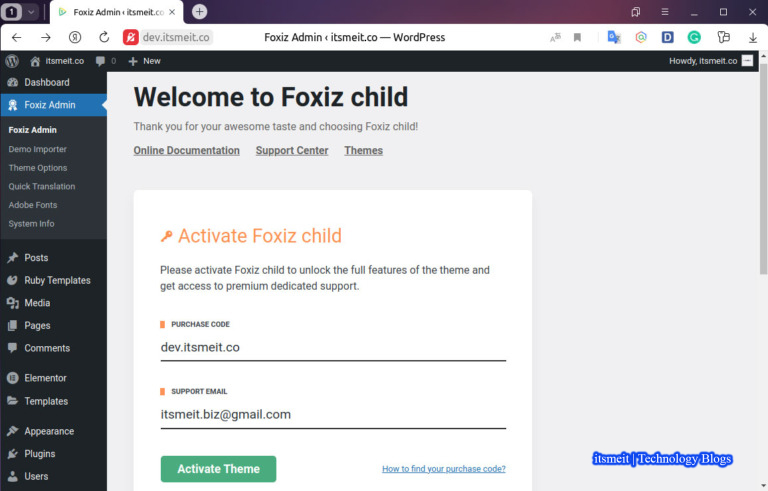 1
Foxiz Admin ‹ itsmeit.c
dev.itsmeit.co
Foxiz Admin ‹ itsmeit.co — WordPress
itsmeit.co
0
New
Howdy, itsmeit.co
Dashboard
Foxiz Admin
Foxiz Admin
Demo Importer
Theme Options
Quick Translation
Adobe Fonts
System Info
Posts
Ruby Templates
Media
Pages
Comments
Elementor
Templates
Appearance
Plugins
Users
Welcome to Foxiz child
Thank you for your awesome taste and choosing Foxiz child!
Online Documentation Support Center Themes
Activate Foxiz child
Please activate Foxiz child to unlock the full features of the theme and
get access to premium dedicated support.
PURCHASE CODE
dev.itsmeit.co
SUPPORT EMAIL
itsmeit.biz@gmail.com
Activate Theme
How to find your purchase code?
itsmeit | Technology Blogs